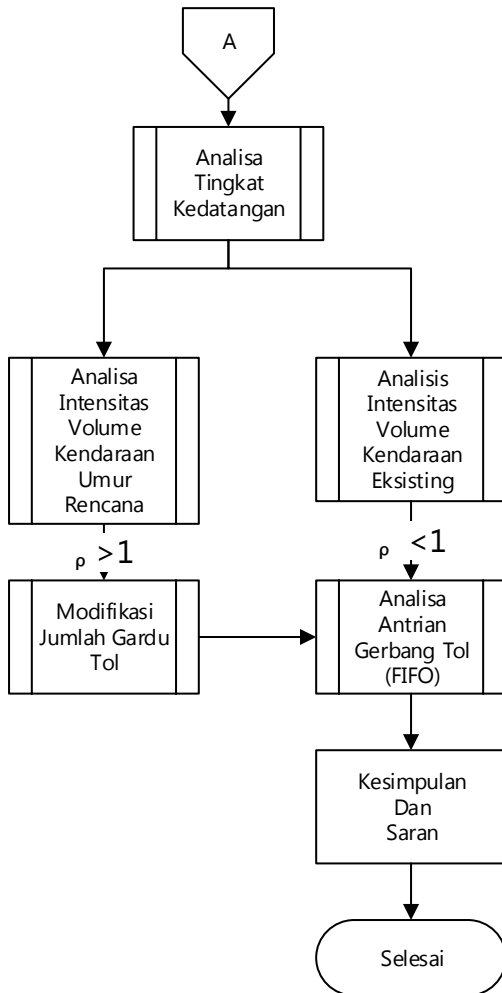 A
Analisa
Tingkat
Kedatangan
Analisa
Intensitas
Volume
Kendaraan
Umur
Rencana
Analisis
Intensitas
Volume
Kendaraan
Eksisting
ρ >1
ρ <1
Modifikasi
Jumlah Gardu
Tol
Analisa
Antrian
Gerbang Tol
(FIFO)
Kesimpulan
Dan
Saran
Selesai